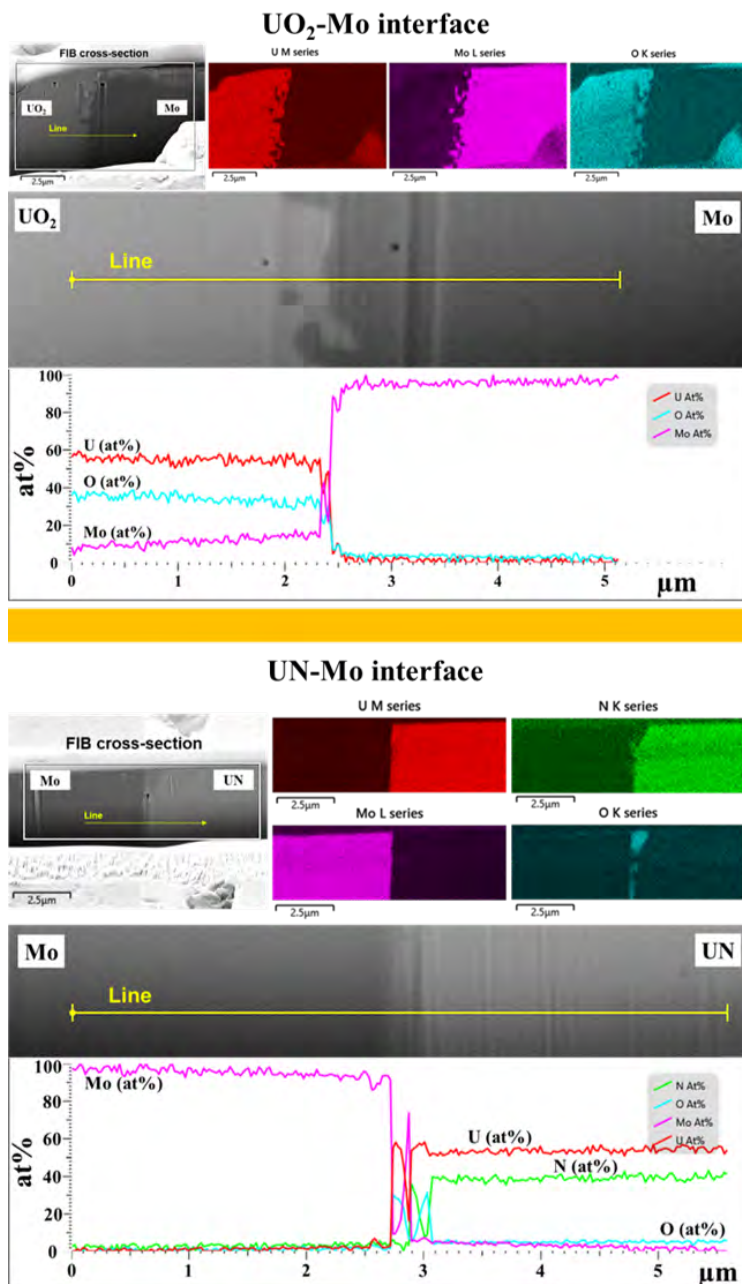 UO₂-Mo interface
FIB cross-section
U M series
Mo L series
O K series
UO₂
Mo
Line
2.5µm
2.5µm
2.5µm
2.5µm
UO₂
Mo
Line
100
80
60
40
20
0
at%
U (at%)
O (at%)
Mo (at%)
U At%
O At%
Mo At%
0
1
2
3
4
5
µm
UN-Mo interface
U M series
N K series
FIB cross-section
Mo
UN
Line
2.5µm
2.5µm
2.5µm
Mo L series
O K series
2.5µm
2.5µm
Mo
UN
Line
100
80
60
40
20
0
at%
Mo (at%)
U (at%)
N (at%)
O (at%)
N At%
O At%
Mo At%
U At%
0
1
2
3
4
5
µm